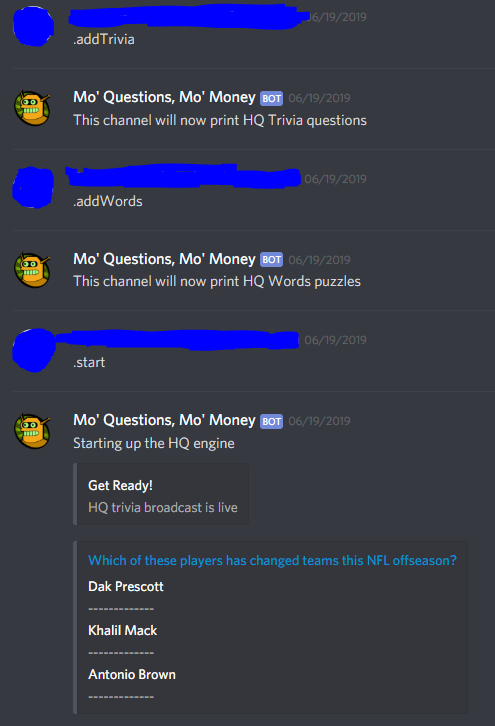 06/19/2019
.addTrivia
Mo' Questions, Mo' Money BOT 06/19/2019
This channel will now print HQ Trivia questions
06/19/2019
.addWords
Mo' Questions, Mo' Money BOT 06/19/2019
This channel will now print HQ Words puzzles
06/19/2019
.start
Mo' Questions, Mo' Money BOT 06/19/2019
Starting up the HQ engine
Get Ready!
HQ trivia broadcast is live
Which of these players has changed teams this NFL offseason?
Dak Prescott
-------------
Khalil Mack
-------------
Antonio Brown
-------------